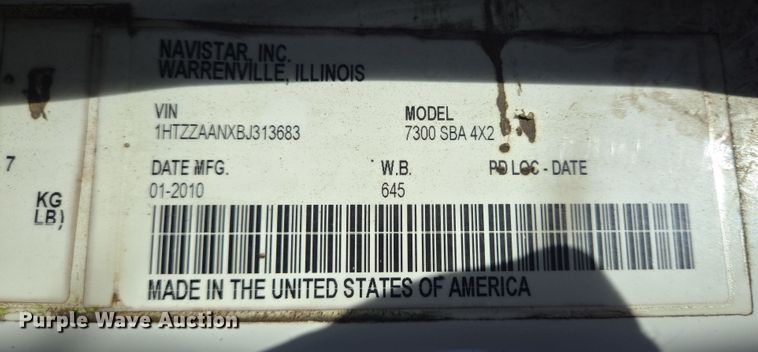 NAVISTAR, INC.
WARRENVILLE, ILLINOIS
VIN MODEL
1HTZZAANXBJ313683 7300 SBA 4X2
DATE MFG. W.B. PD LOC - DATE
01-2010 645
7
KG
LB)
MADE IN THE UNITED STATES OF AMERICA
Purple Wave Auction